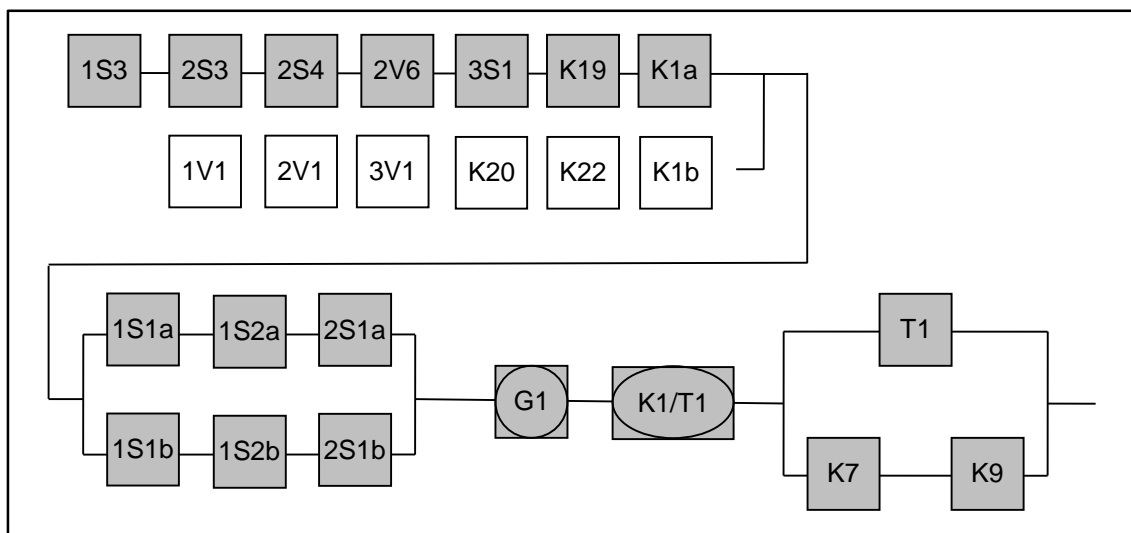 1S3 2S3 2S4 2V6 3S1 K19 K1a
1V1 2V1 3V1 K20 K22 K1b
1S1a 1S2a 2S1a T1
G1 K1/T1
1S1b 1S2b 2S1b K7 K9